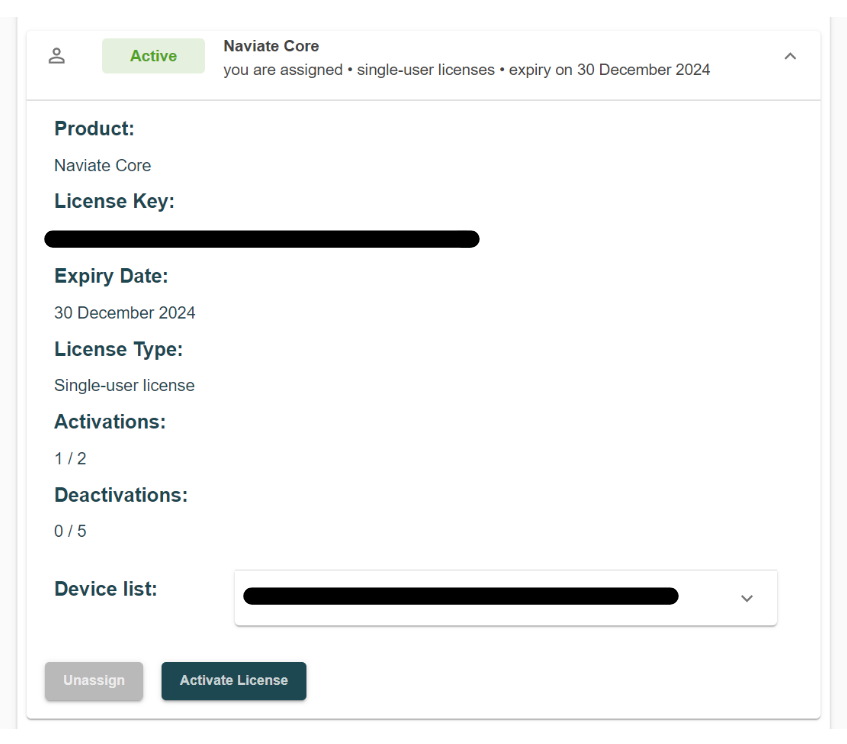 Active
Naviate Core
you are assigned • single-user licenses • expiry on 30 December 2024
Product:
Naviate Core
License Key:
Expiry Date:
30 December 2024
License Type:
Single-user license
Activations:
1 / 2
Deactivations:
0 / 5
Device list:
Unassign
Activate License